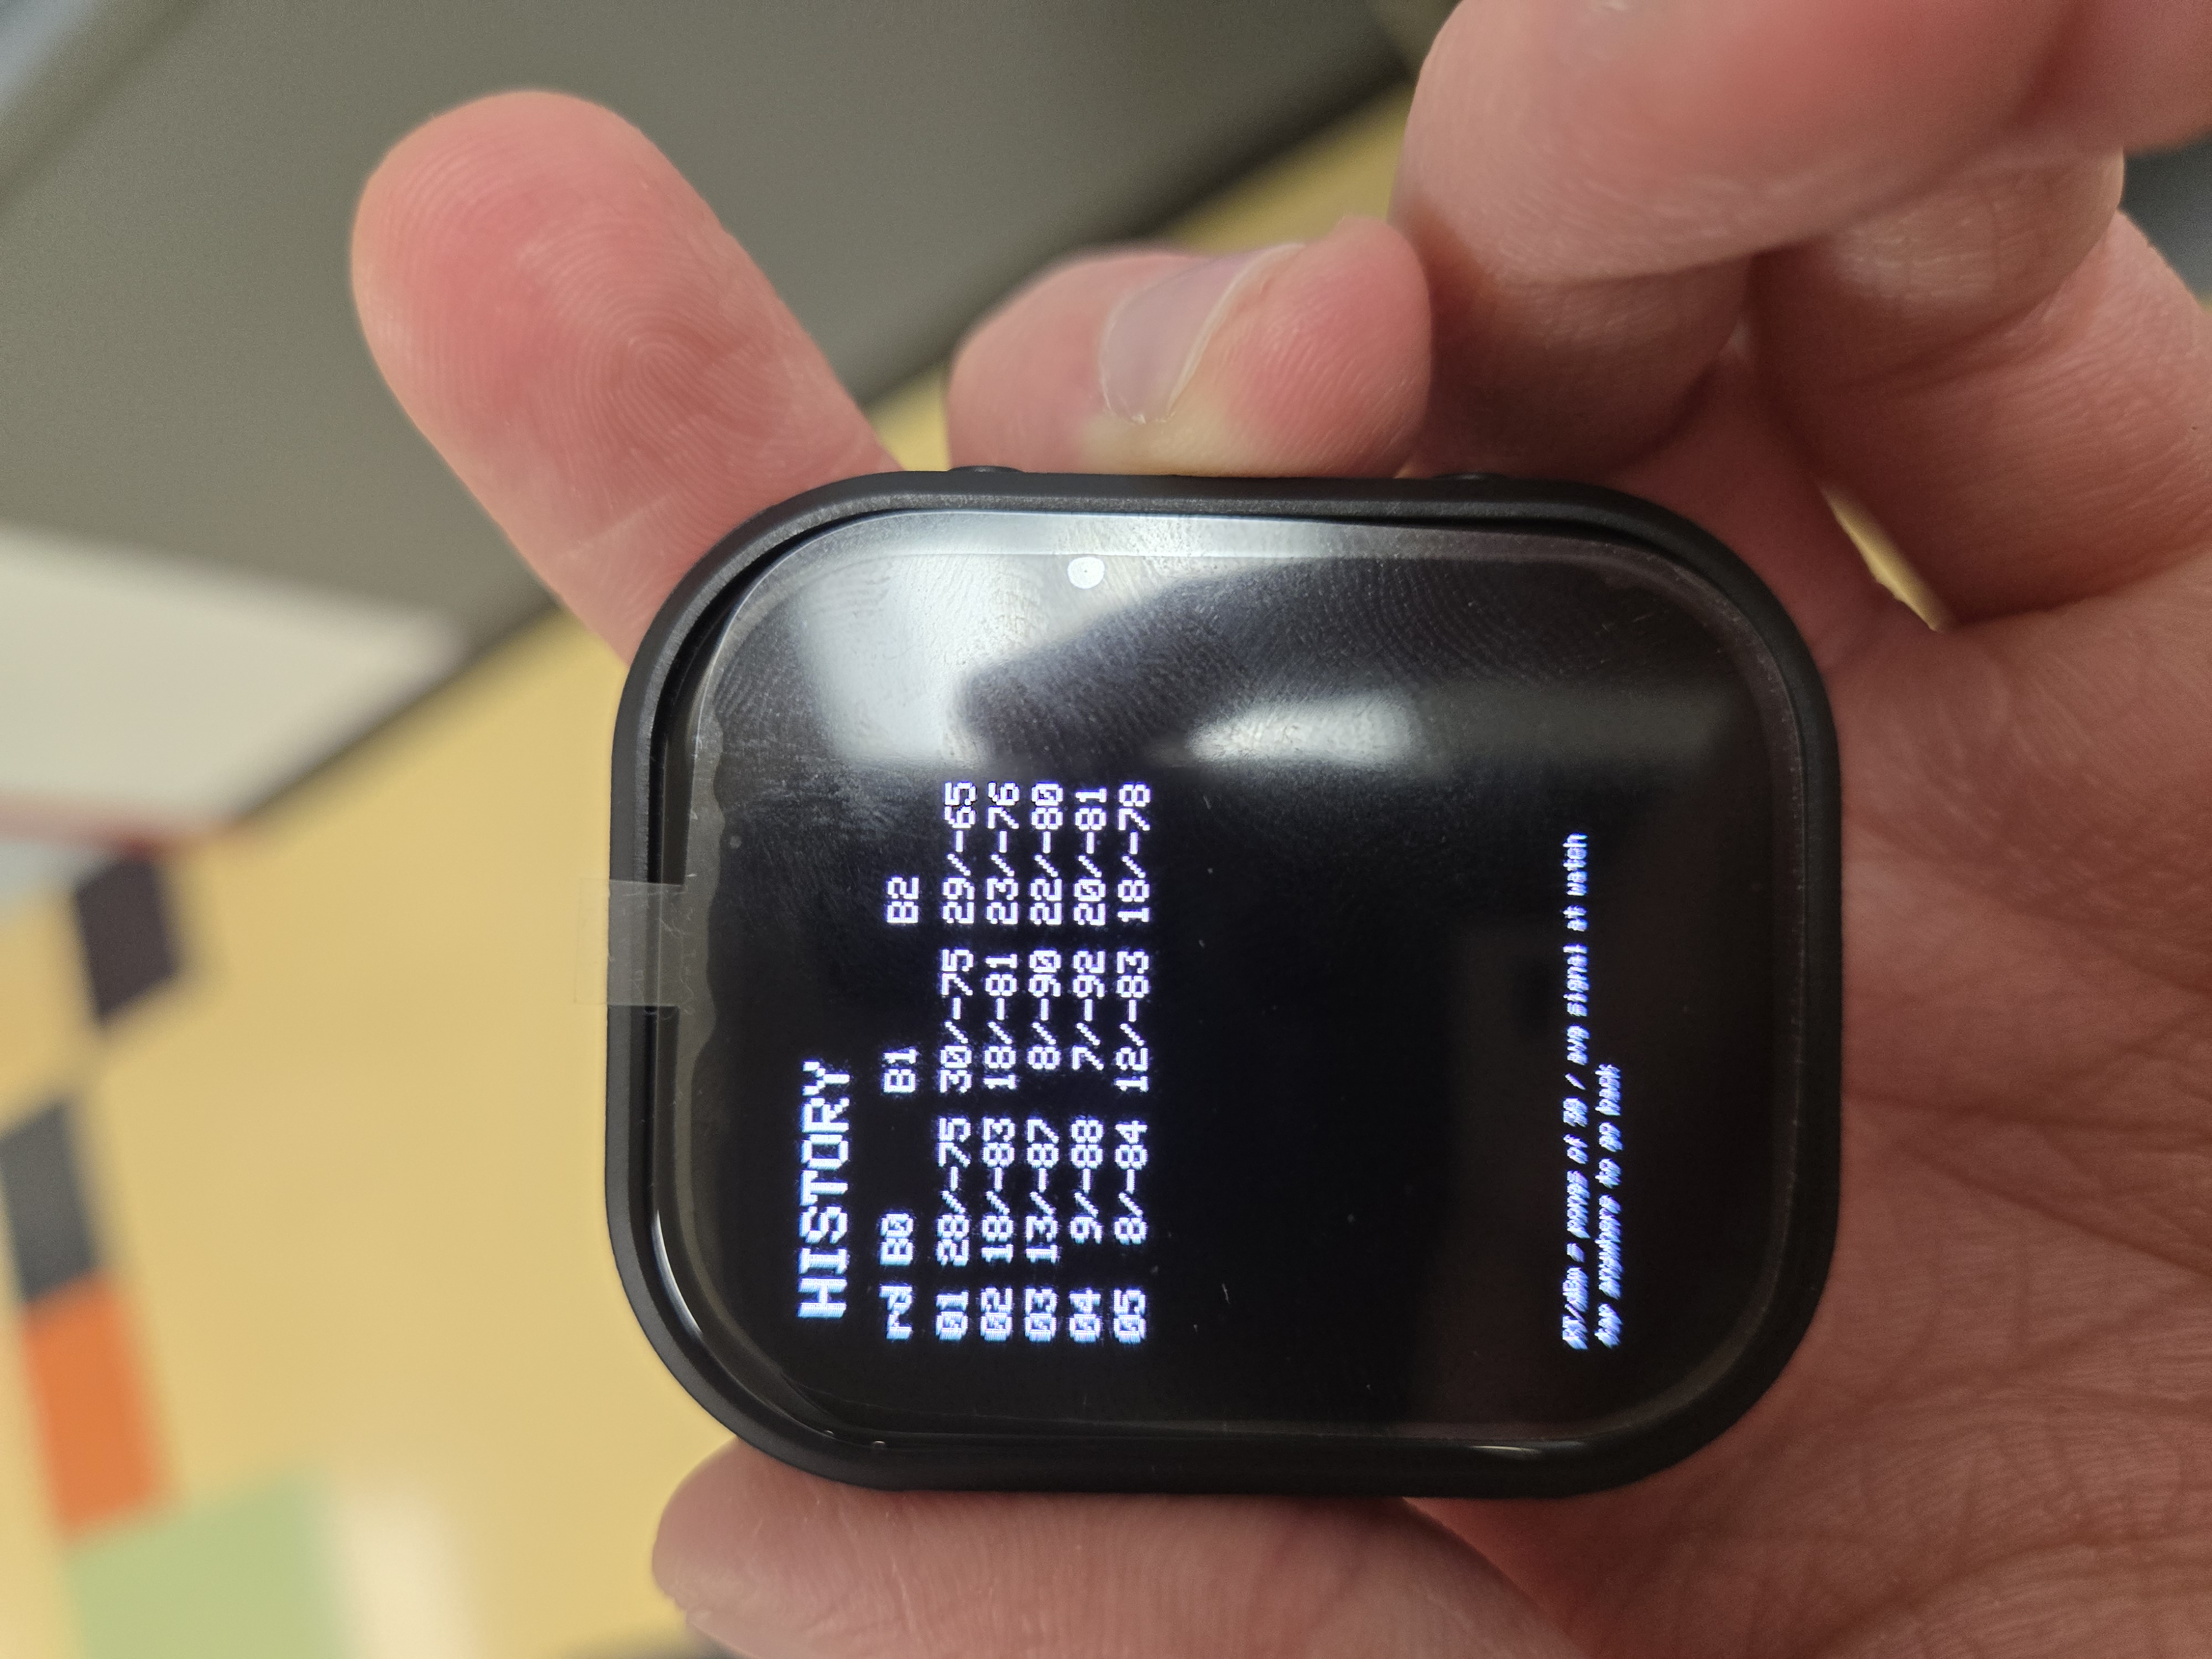 HISTORY
rd B0 B1 B2
01 28/-75 30/-75 29/-65
02 18/-83 18/-81 23/-76
03 13/-87 8/-90 22/-80
04 9/-88 7/-92 20/-81
05 8/-84 12/-83 18/-78
RT/dBm = pongs of 30 / avg signal at watch
tap anywhere to go back